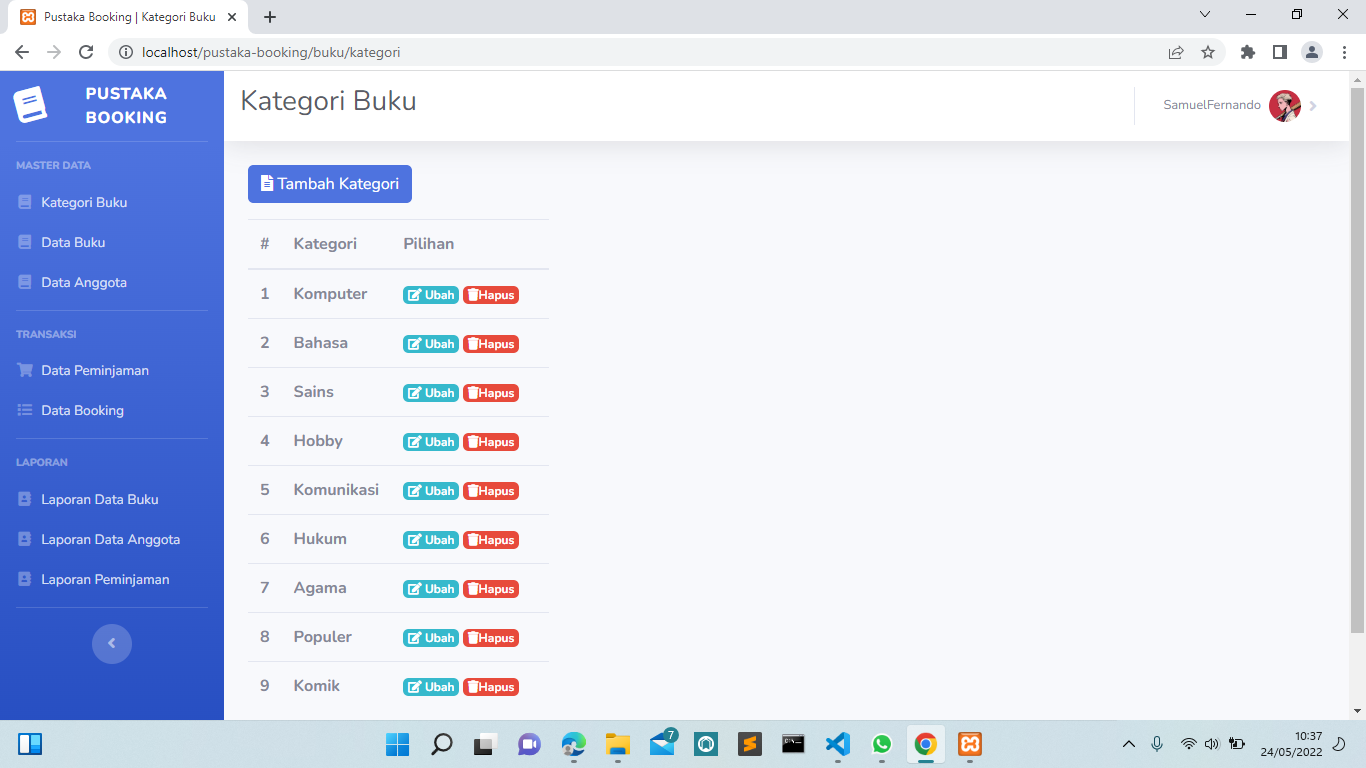 Pustaka Booking | Kategori Buku
localhost/pustaka-booking/buku/kategori
PUSTAKA
BOOKING
Kategori Buku
SamuelFernando
MASTER DATA
Kategori Buku
Data Buku
Data Anggota
TRANSAKSI
Data Peminjaman
Data Booking
LAPORAN
Laporan Data Buku
Laporan Data Anggota
Laporan Peminjaman
Tambah Kategori
# Kategori Pilihan
1 Komputer Ubah Hapus
2 Bahasa Ubah Hapus
3 Sains Ubah Hapus
4 Hobby Ubah Hapus
5 Komunikasi Ubah Hapus
6 Hukum Ubah Hapus
7 Agama Ubah Hapus
8 Populer Ubah Hapus
9 Komik Ubah Hapus
7
10:37
24/05/2022